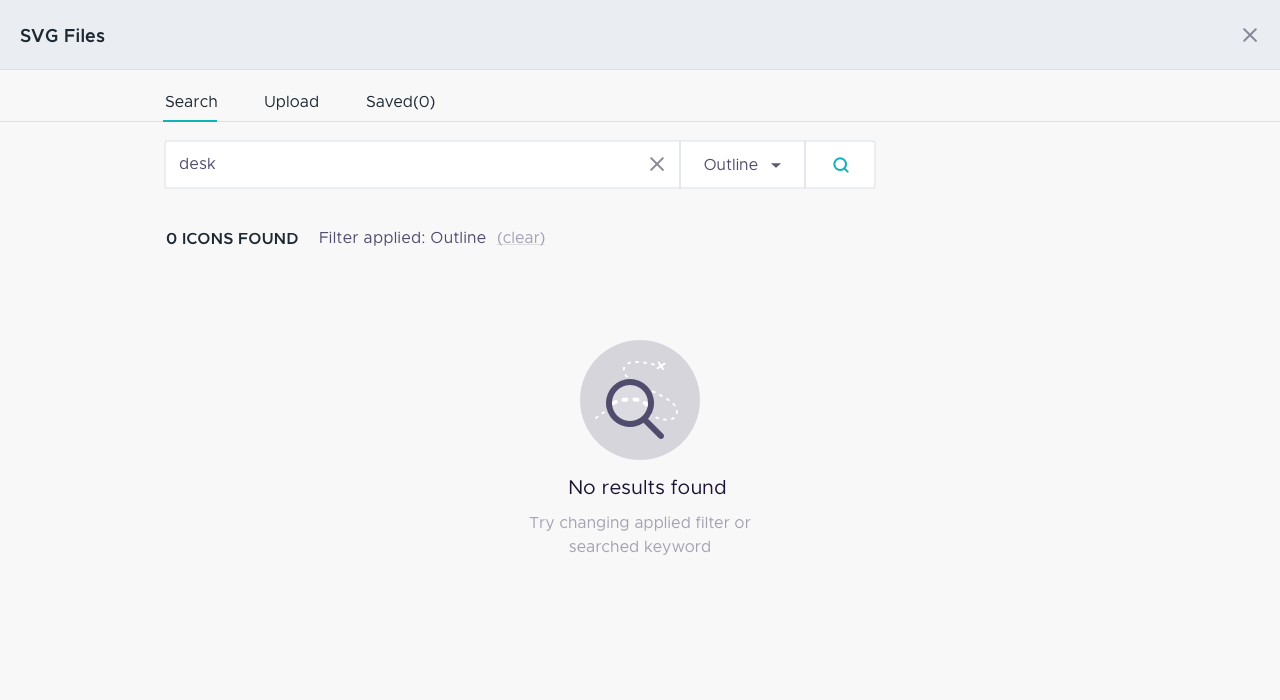 SVG Files
Search Upload Saved(0)
desk Outline
0 ICONS FOUND Filter applied: Outline (clear)
No results found
Try changing applied filter or
searched keyword